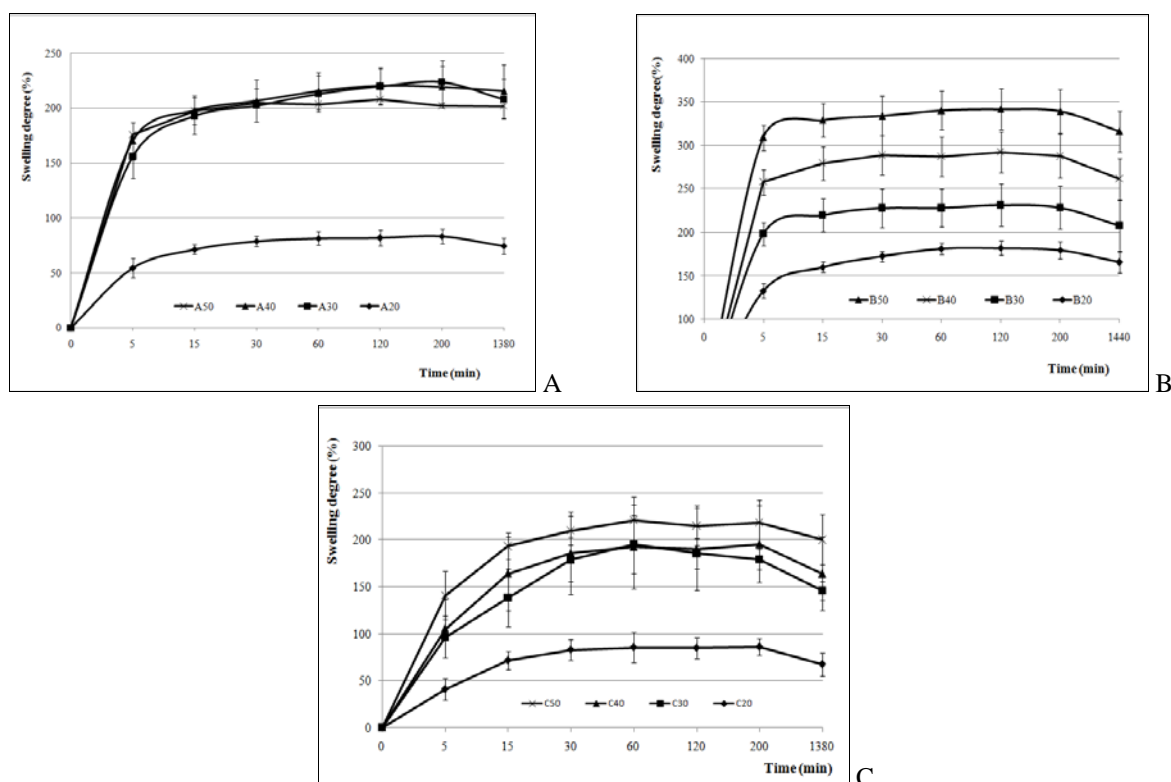 Swelling degree (%)
250
200
150
100
50
0
A50 A40 A30 A20
0 5 15 30 60 120 200 1380
Time (min)
A
Swelling degree(%)
400
350
300
250
200
150
100
B50 B40 B30 B20
0 5 15 30 60 120 200 1440
Time (min)
B
Swelling degree (%)
300
250
200
150
100
50
0
C50 C40 C30 C20
0 5 15 30 60 120 200 1380
Time (min)
C